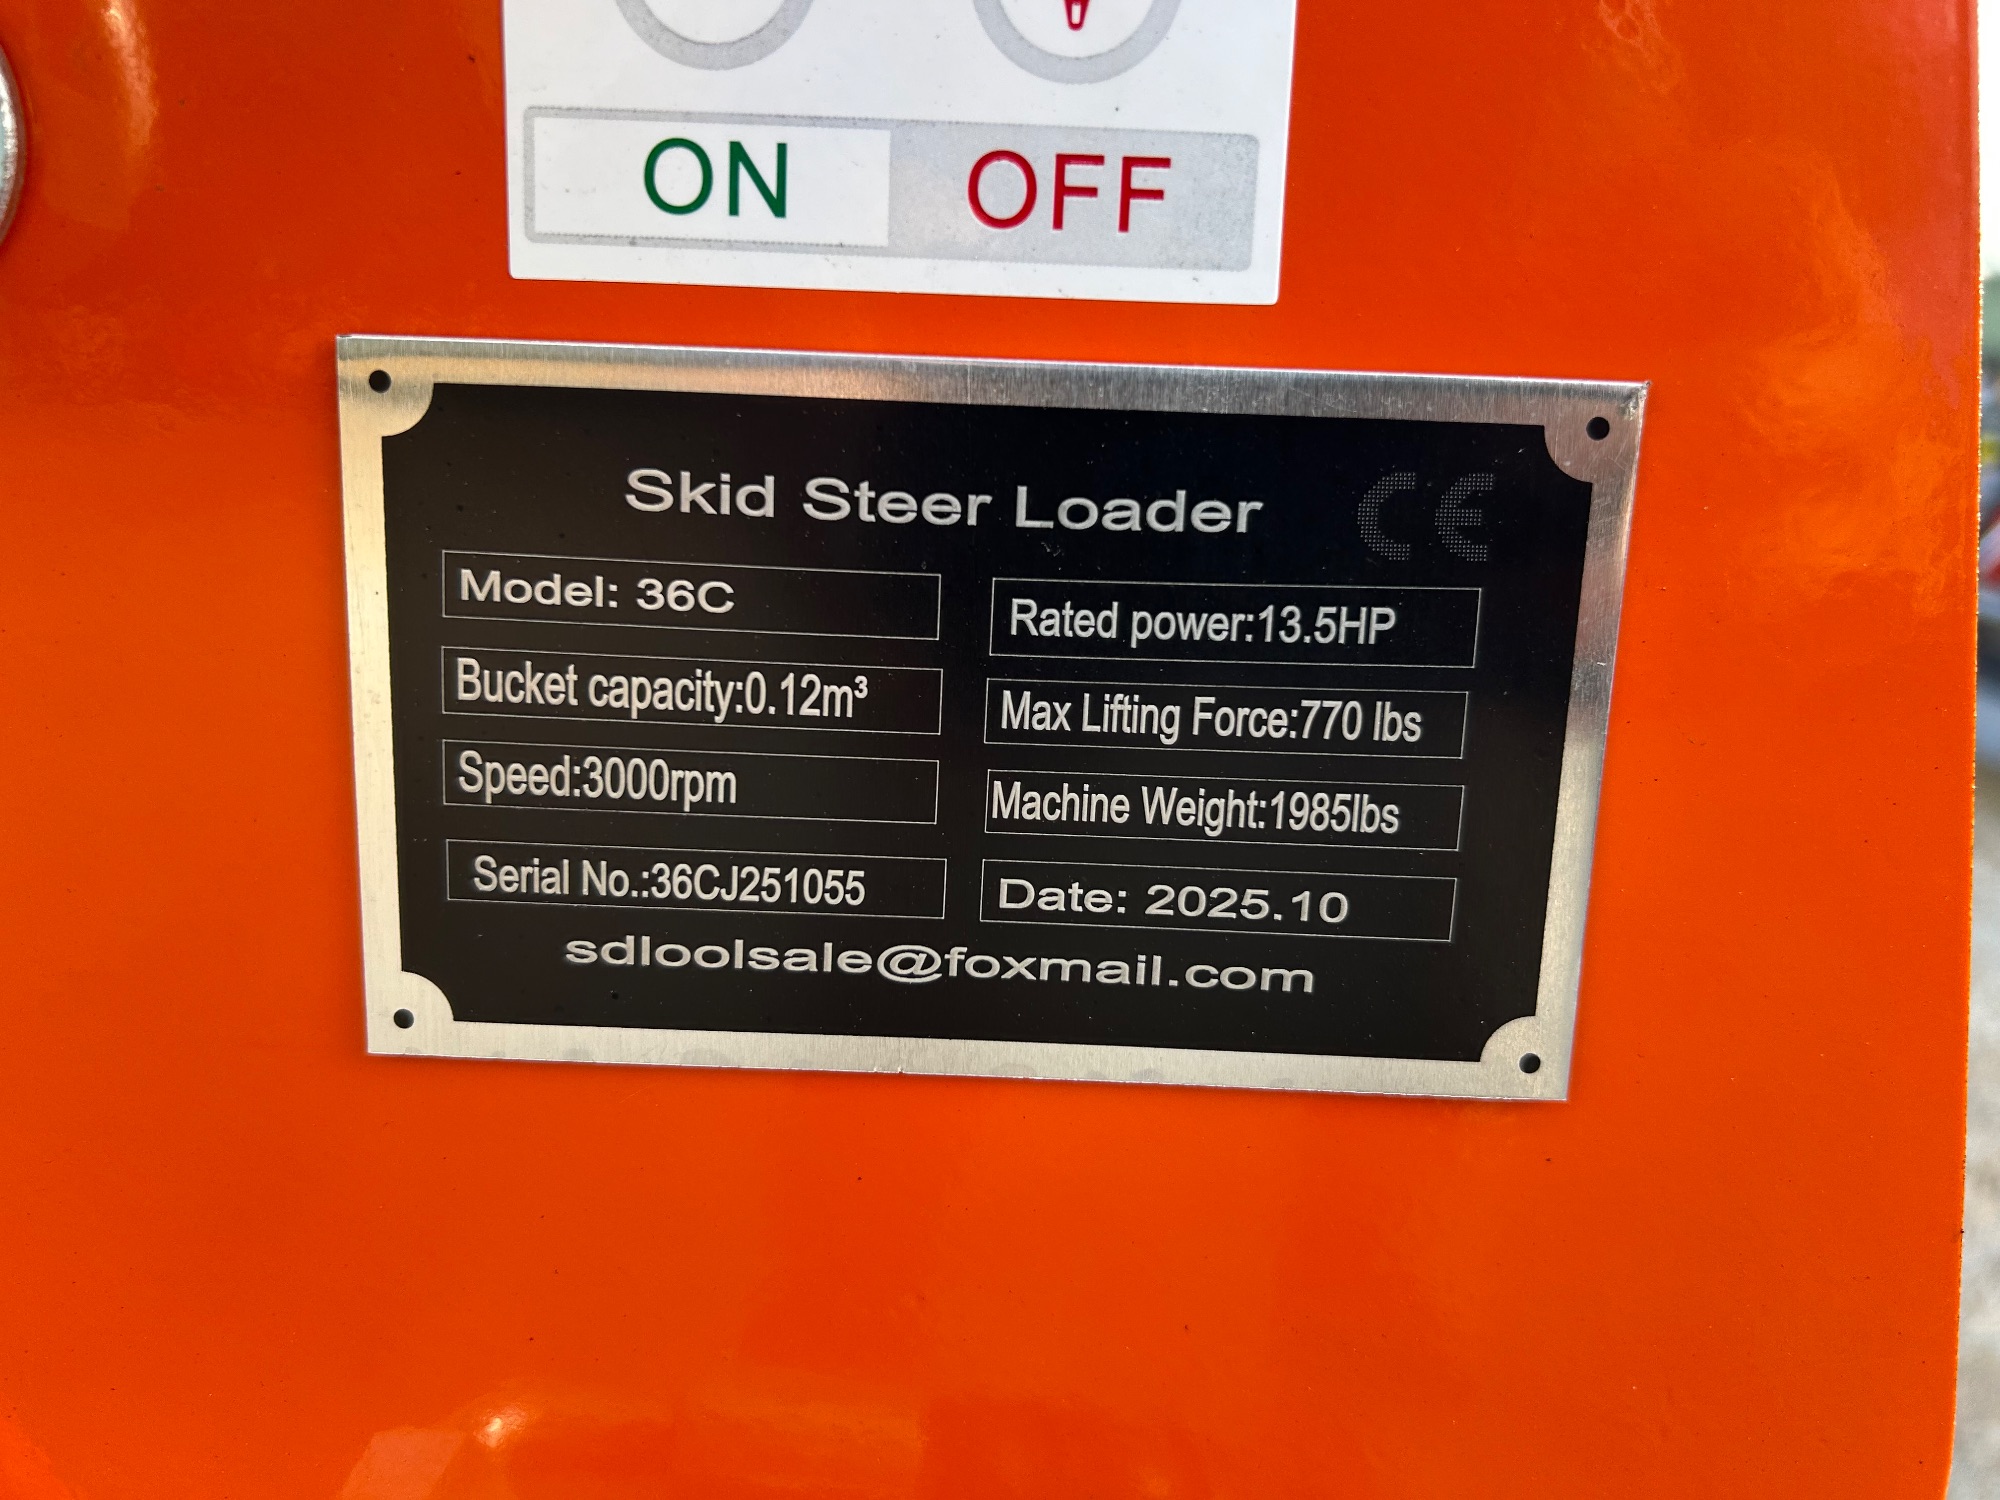 ON OFF
Skid Steer Loader CE
Model: 36C
Rated power:13.5HP
Bucket capacity:0.12m³
Max Lifting Force:770 lbs
Speed:3000rpm
Machine Weight:1985lbs
Serial No.:36CJ251055
Date: 2025.10
sdloolsale@foxmail.com